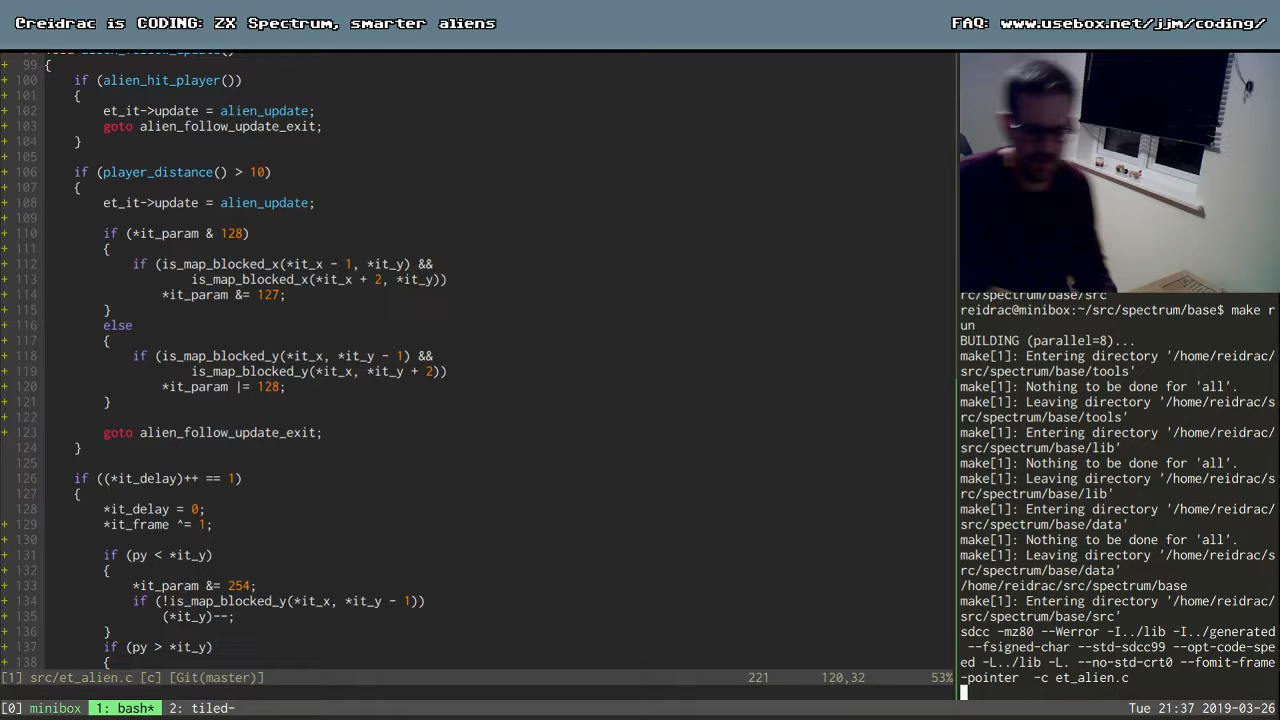 Creidrac is CODING: ZX Spectrum, smarter aliens
FAQ: www.usebox.net/jjm/coding/
+ 99 {
+ 100 if (alien_hit_player())
+ 101 {
+ 102 et_it->update = alien_update;
+ 103 goto alien_follow_update_exit;
+ 104 }
+ 105
+ 106 if (player_distance() > 10)
+ 107 {
+ 108 et_it->update = alien_update;
+ 109
+ 110 if (*it_param & 128)
+ 111 {
+ 112 if (is_map_blocked_x(*it_x - 1, *it_y) &&
+ 113 is_map_blocked_x(*it_x + 2, *it_y))
+ 114 *it_param &= 127;
+ 115 }
+ 116 else
+ 117 {
+ 118 if (is_map_blocked_y(*it_x, *it_y - 1) &&
+ 119 is_map_blocked_y(*it_x, *it_y + 2))
+ 120 *it_param |= 128;
+ 121 }
+ 122
+ 123 goto alien_follow_update_exit;
124 }
125
126 if ((*it_delay)++ == 1)
127 {
128 *it_delay = 0;
+ 129 *it_frame ^= 1;
+ 130
+ 131 if (py < *it_y)
+ 132 {
+ 133 *it_param &= 254;
+ 134 if (!is_map_blocked_y(*it_x, *it_y - 1))
+ 135 (*it_y)--;
+ 136 }
+ 137 if (py > *it_y)
+ 138 {
[1] src/et_alien.c [c] [Git(master)] 221 120,32 53%
rc/spectrum/base/src'
reidrac@minibox:~/src/spectrum/base$ make r
un
BUILDING (parallel=8)...
make[1]: Entering directory '/home/reidrac/
src/spectrum/base/tools'
make[1]: Nothing to be done for 'all'.
make[1]: Leaving directory '/home/reidrac/s
rc/spectrum/base/tools'
make[1]: Entering directory '/home/reidrac/
src/spectrum/base/lib'
make[1]: Nothing to be done for 'all'.
make[1]: Leaving directory '/home/reidrac/s
rc/spectrum/base/lib'
make[1]: Entering directory '/home/reidrac/
src/spectrum/base/data'
make[1]: Nothing to be done for 'all'.
make[1]: Leaving directory '/home/reidrac/s
rc/spectrum/base/data'
/home/reidrac/src/spectrum/base
make[1]: Entering directory '/home/reidrac/
src/spectrum/base/src'
sdcc -mz80 --Werror -I../lib -I../generated
--fsigned-char --std-sdcc99 --opt-code-spe
ed -L../lib -L. --no-std-crt0 --fomit-frame
-pointer -c et_alien.c
[0] minibox 1: bash* 2: tiled- Tue 21:37 2019-03-26